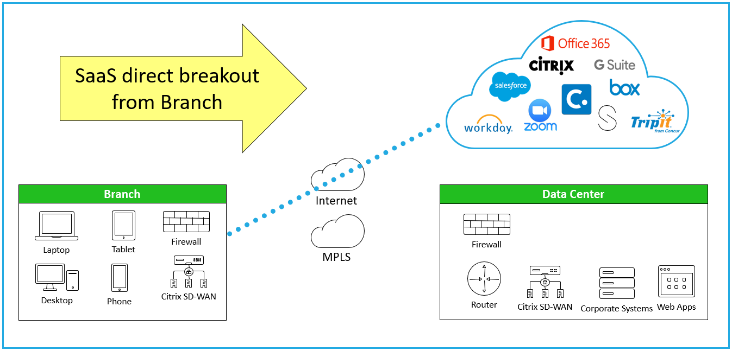 SaaS direct breakout
from Branch
Office 365
CITRIX
G Suite
salesforce
box
C.
S
workday.
zoom
TripIt
from Concur
Internet
MPLS
Branch
Laptop
Tablet
Firewall
Desktop
Phone
Citrix SD-WAN
Data Center
Firewall
Router
Citrix SD-WAN
Corporate Systems
Web Apps